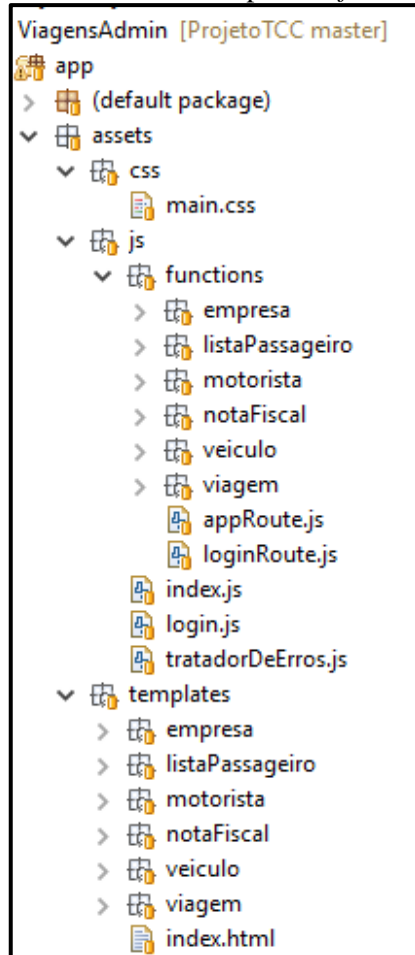 ViagensAdmin [ProjetoTCC master]
app
(default package)
assets
css
main.css
js
functions
empresa
listaPassageiro
motorista
notaFiscal
veiculo
viagem
appRoute.js
loginRoute.js
index.js
login.js
tratadorDeErros.js
templates
empresa
listaPassageiro
motorista
notaFiscal
veiculo
viagem
index.html